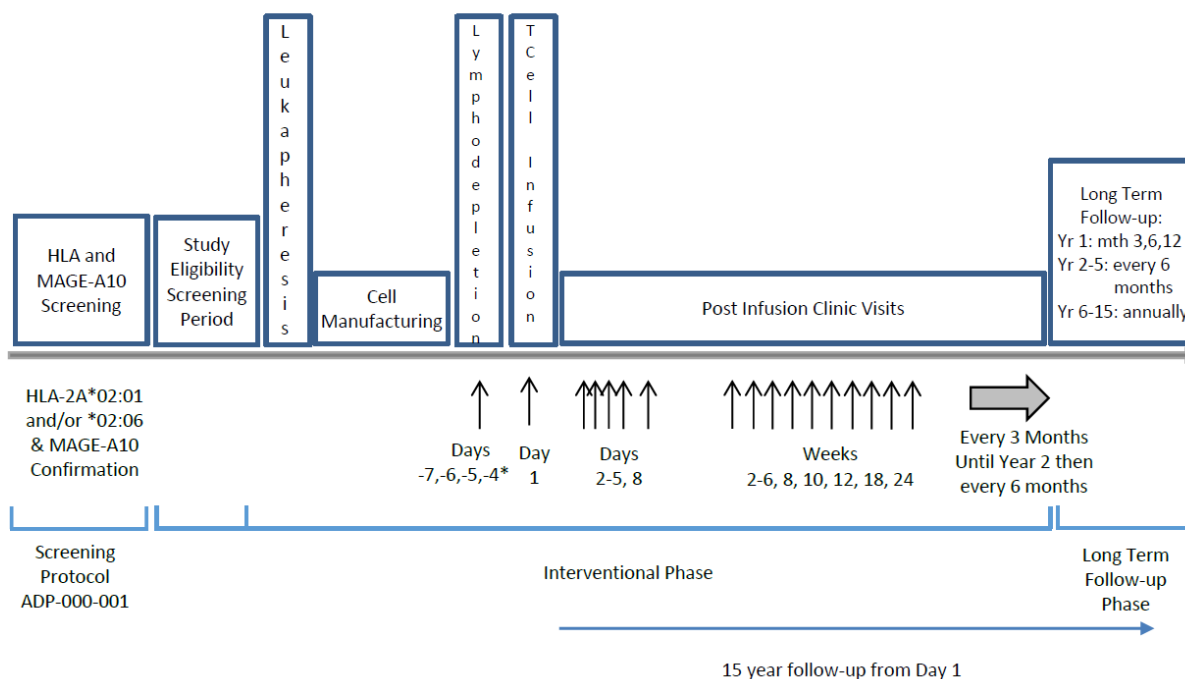 HLA and
MAGE-A10
Screening
Study
Eligibility
Screening
Period
Leukapheresis
Cell
Manufacturing
Lymphodepletion
TCell Infusion
Post Infusion Clinic Visits
Long Term
Follow-up:
Yr 1: mth 3,6,12
Yr 2-5: every 6
months
Yr 6-15: annually
HLA-2A*02:01
and/or *02:06
& MAGE-A10
Confirmation
Days
-7,-6,-5,-4*
Day
1
Days
2-5, 8
Weeks
2-6, 8, 10, 12, 18, 24
Every 3 Months
Until Year 2 then
every 6 months
Screening
Protocol
ADP-000-001
Interventional Phase
Long Term
Follow-up
Phase
15 year follow-up from Day 1